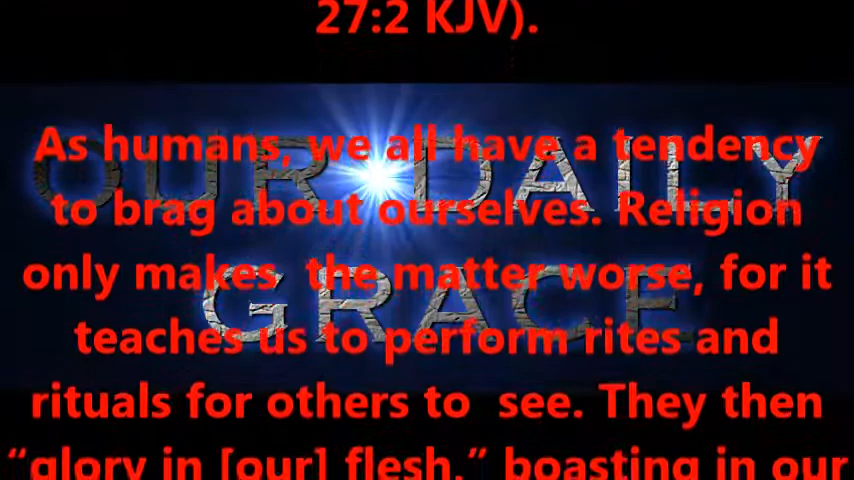 27:2 KJV).
As humans, we all have a tendency
to brag about ourselves. Religion
only makes  the matter worse, for it
teaches us to perform rites and
rituals for others to  see. They then
“glory in [our] flesh,” boasting in our
OUR DAILY
GRACE